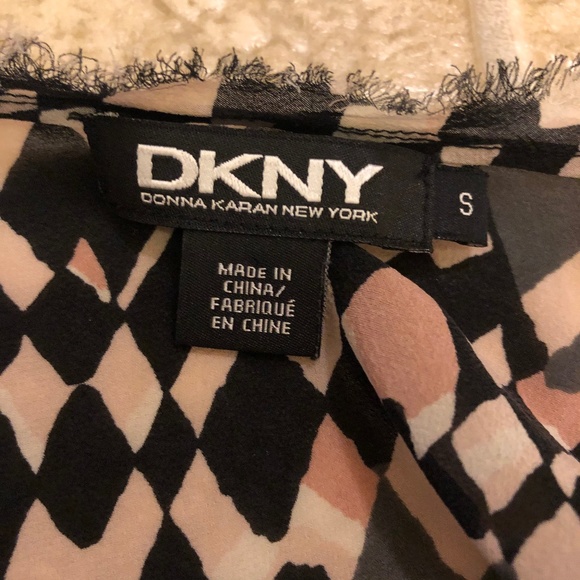 DKNY
DONNA KARAN NEW YORK
S
MADE IN
CHINA/
FABRIQUÉ
EN CHINE